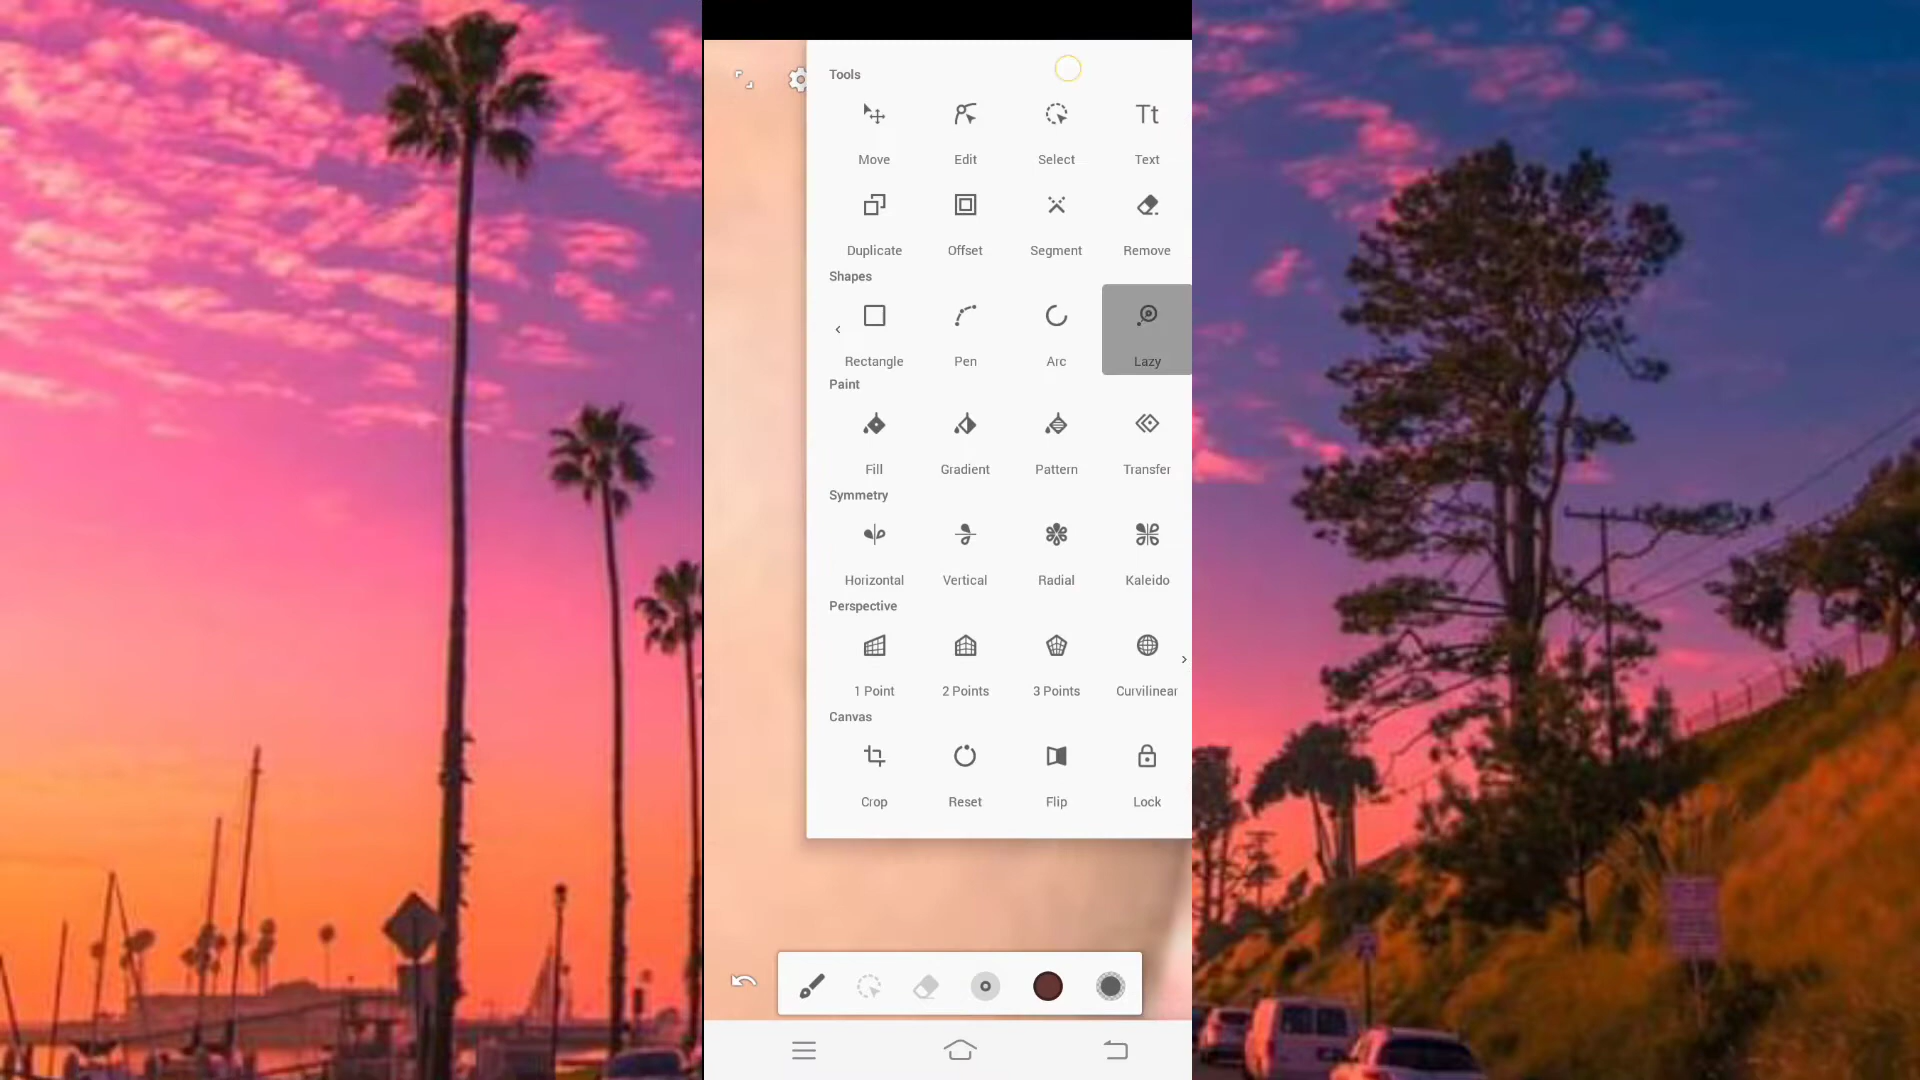 Tools
Move Edit Select Tt Text
Duplicate Offset Segment Remove
Shapes
Rectangle Pen Arc Lazy
Paint
Fill Gradient Pattern Transfer
Symmetry
Horizontal Vertical Radial Kaleido
Perspective
1 Point 2 Points 3 Points Curvilinear
Canvas
Crop Reset Flip Lock